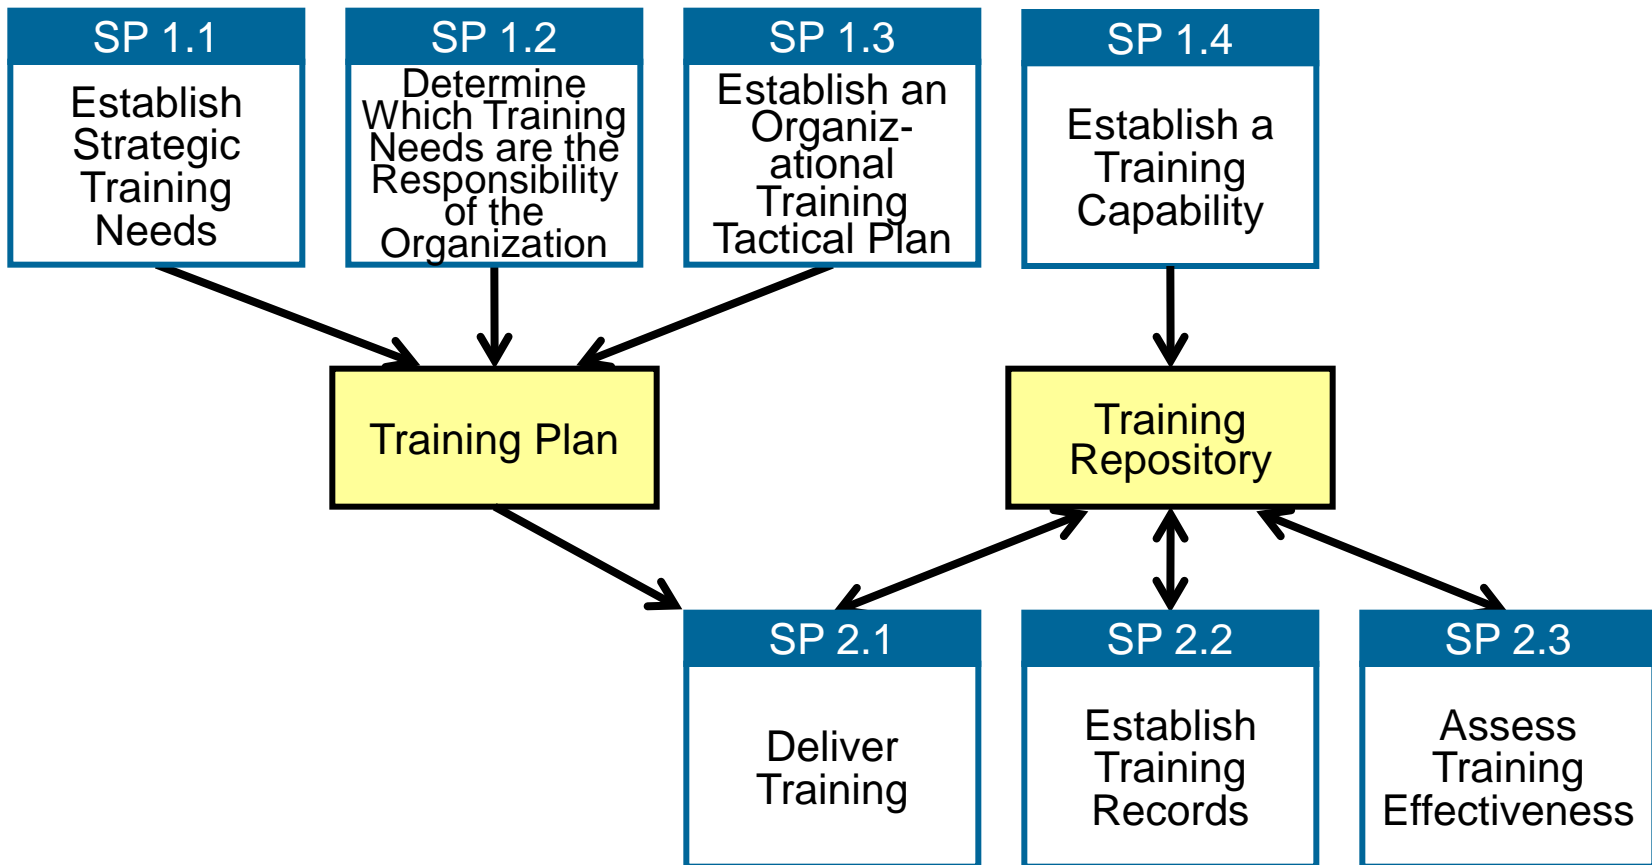 SP 1.1
Establish
Strategic
Training
Needs
SP 1.2
Determine
Which Training
Needs are the
Responsibility
of the
Organization
SP 1.3
Establish an
Organiz-
ational
Training
Tactical Plan
SP 1.4
Establish a
Training
Capability
Training Plan
Training
Repository
SP 2.1
Deliver
Training
SP 2.2
Establish
Training
Records
SP 2.3
Assess
Training
Effectiveness